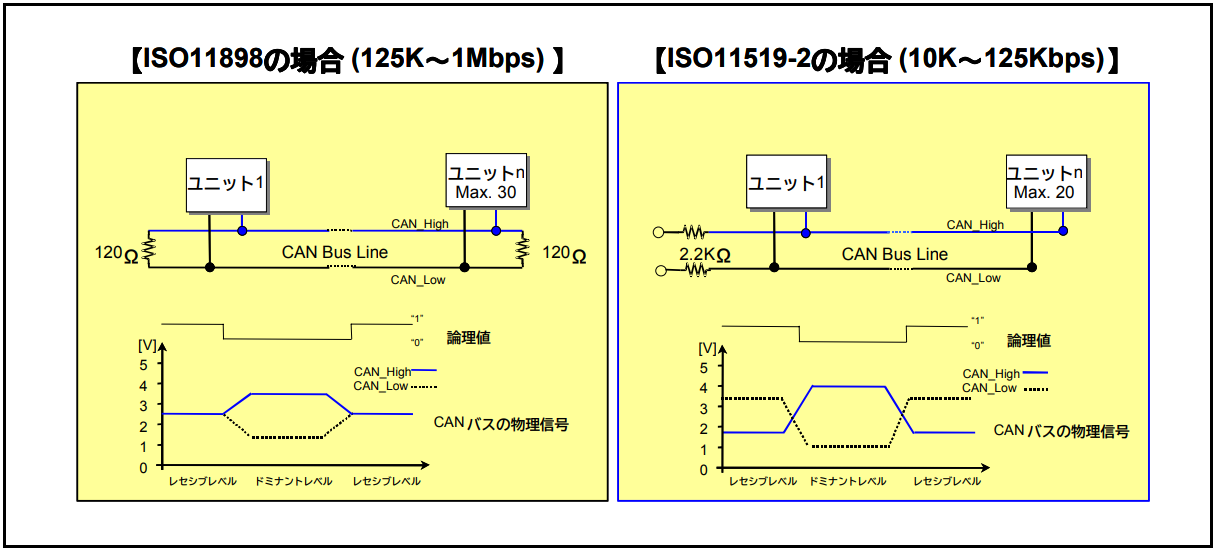 【ISO11898の場合 (125K～1Mbps) 】
ユニット1
ユニットn
Max. 30
CAN_High
120Ω
CAN Bus Line
120Ω
CAN_Low
“1”
“0”
論理値
[V]
5
4
3
2
1
0
CAN_High
CAN_Low
CAN バスの物理信号
レセシブレベル
ドミナントレベル
レセシブレベル
【ISO11519-2の場合 (10K～125Kbps)】
ユニット1
ユニットn
Max. 20
CAN_High
2.2KΩ
CAN Bus Line
CAN_Low
“1”
“0”
論理値
[V]
5
4
3
2
1
0
CAN_High
CAN_Low
CAN バスの物理信号
レセシブレベル
ドミナントレベル
レセシブレベル